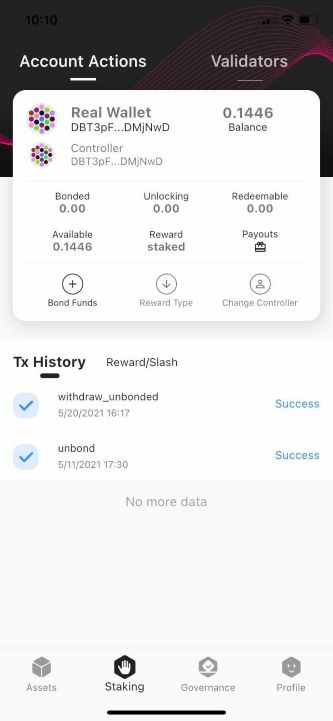 10:10
Account Actions Validators
Real Wallet 0.1446
DBT3pF...DMjNwD Balance
Controller
DBT3pF...DMjNwD
Bonded Unlocking Redeemable
0.00 0.00 0.00
Available Reward Payouts
0.1446 staked
Bond Funds Reward Type Change Controller
Tx History Reward/Slash
withdraw_unbonded Success
5/20/2021 16:17
unbond Success
5/11/2021 17:30
No more data
Assets Staking Governance Profile